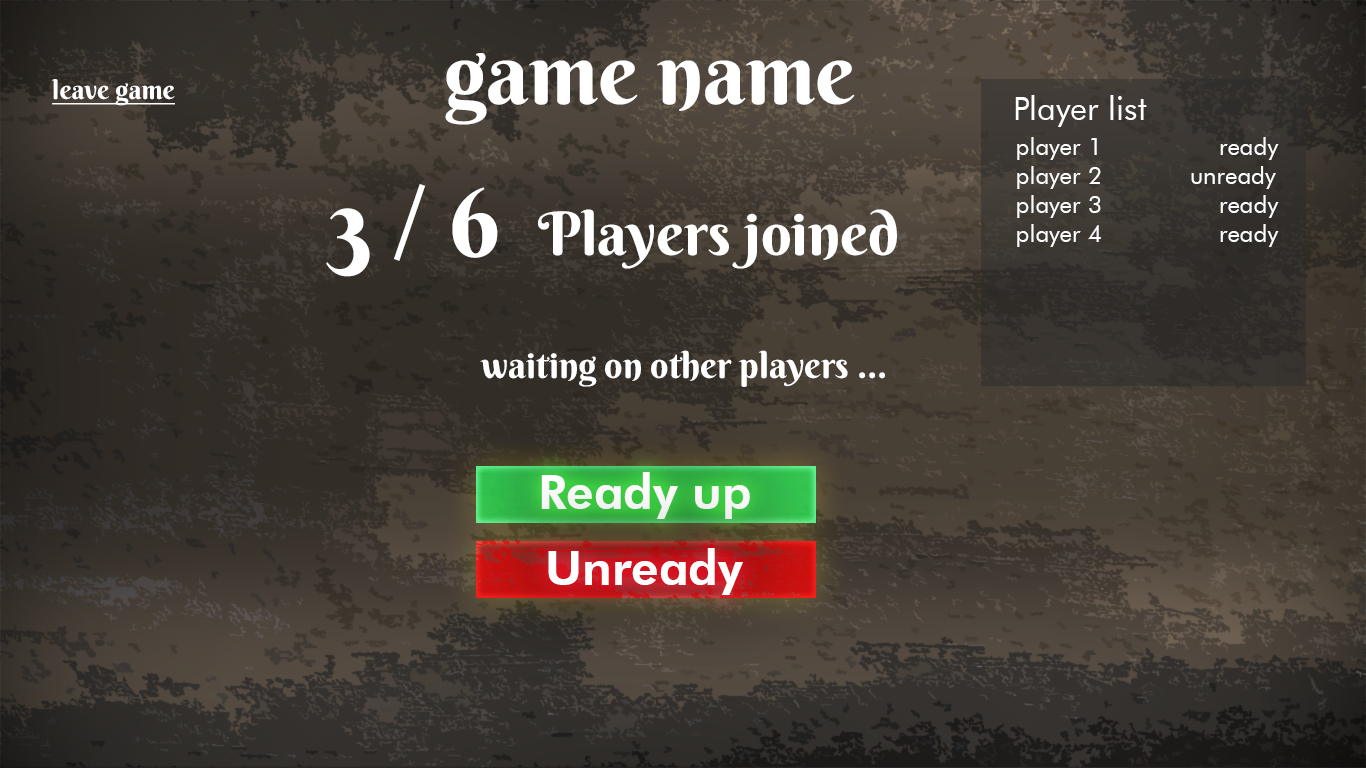 game name
leave game
3 / 6 Players joined
waiting on other players ...
Ready up
Unready
Player list
player 1 ready
player 2 unready
player 3 ready
player 4 ready